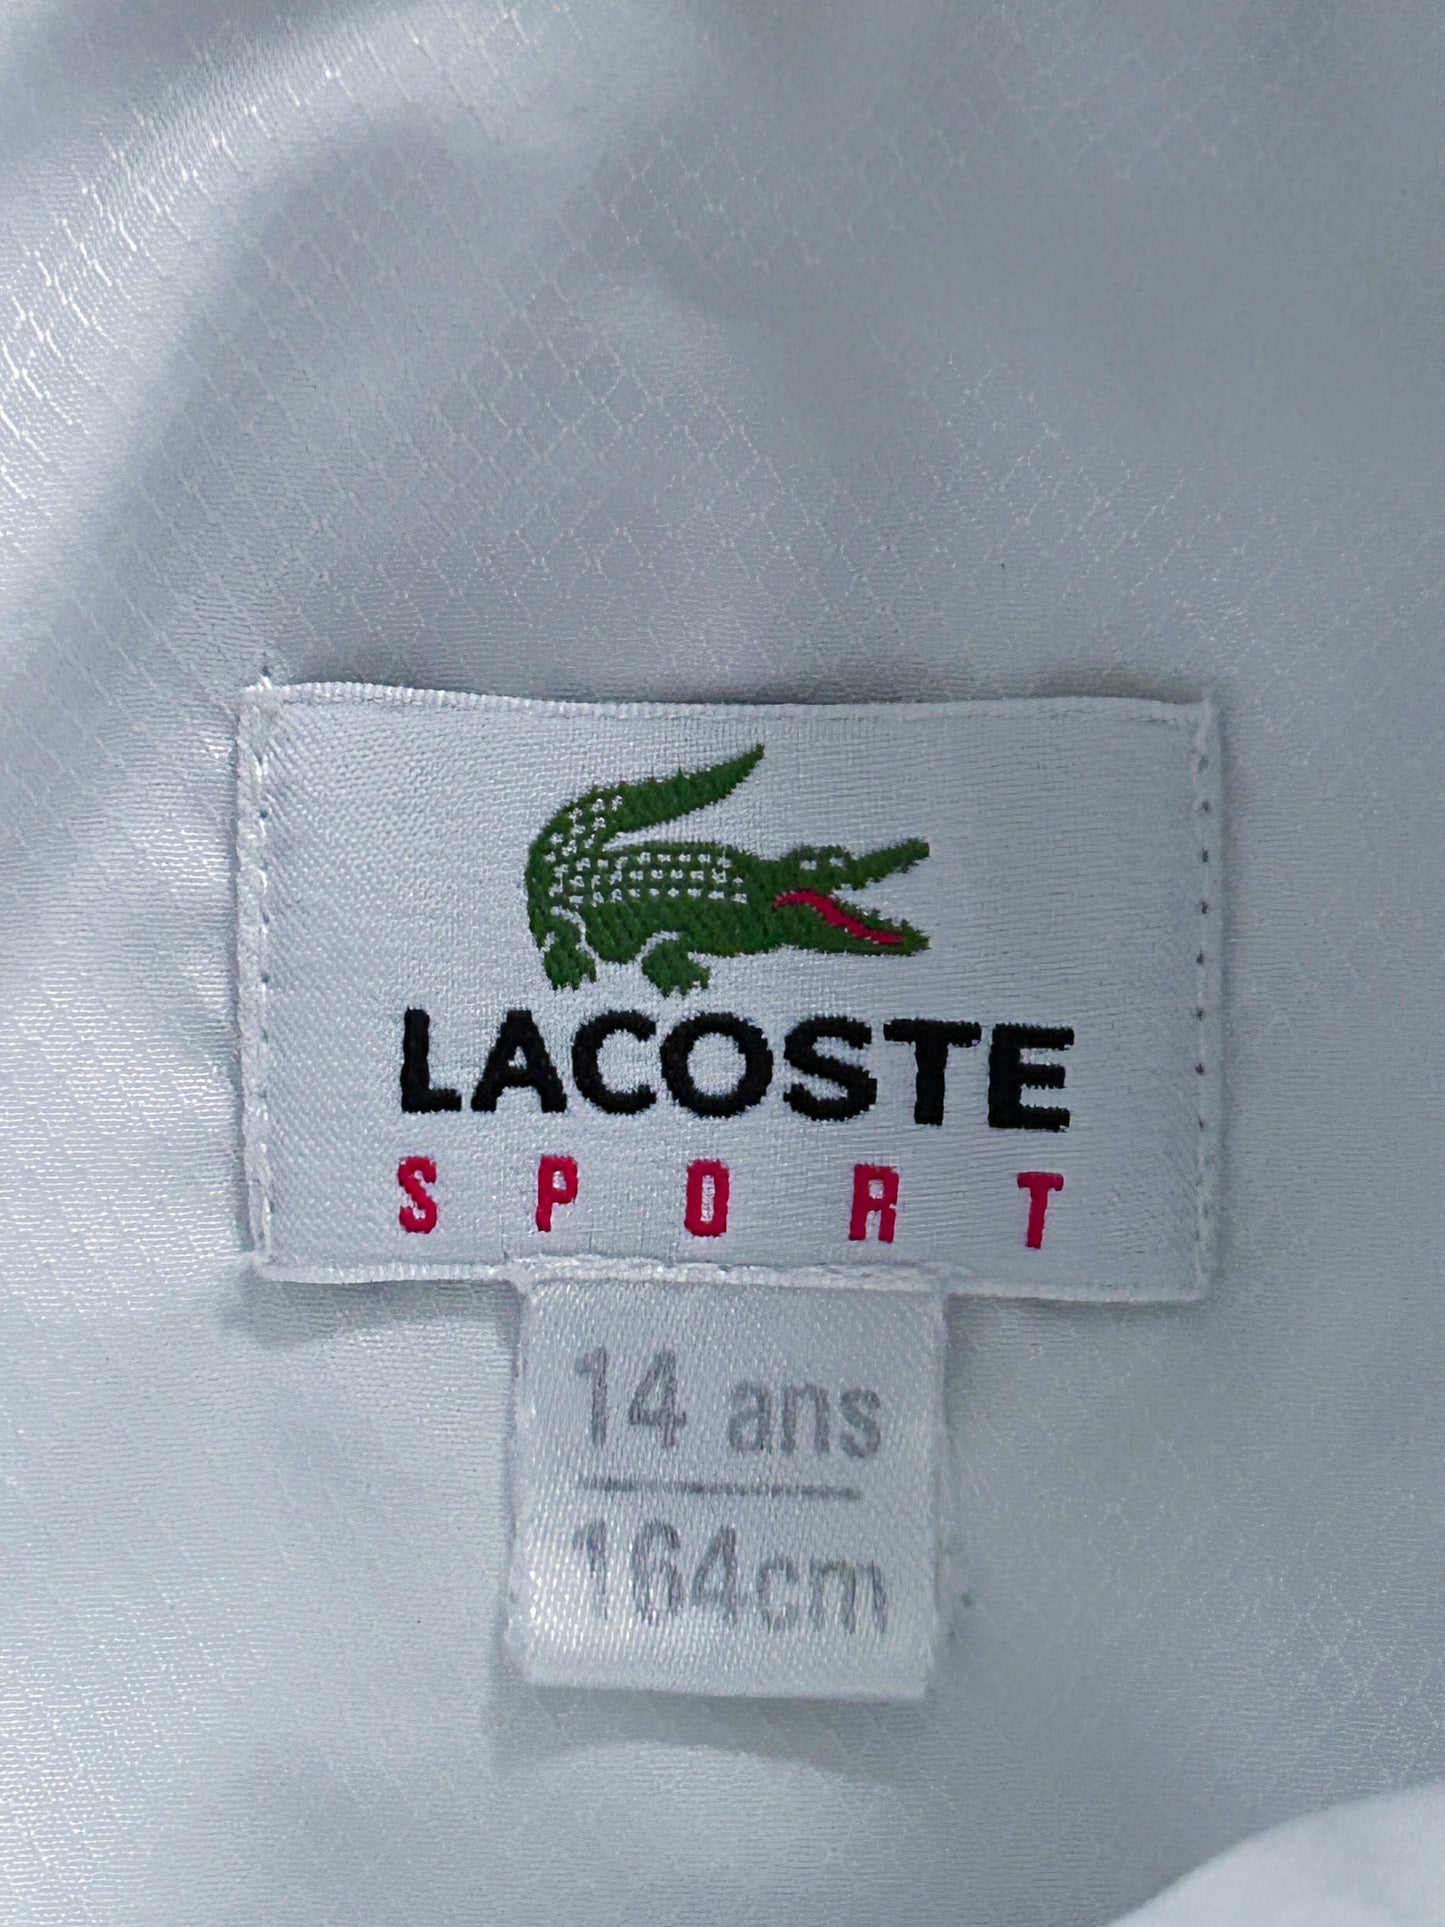 LACOSTE
SPORT
14 ans
164cm